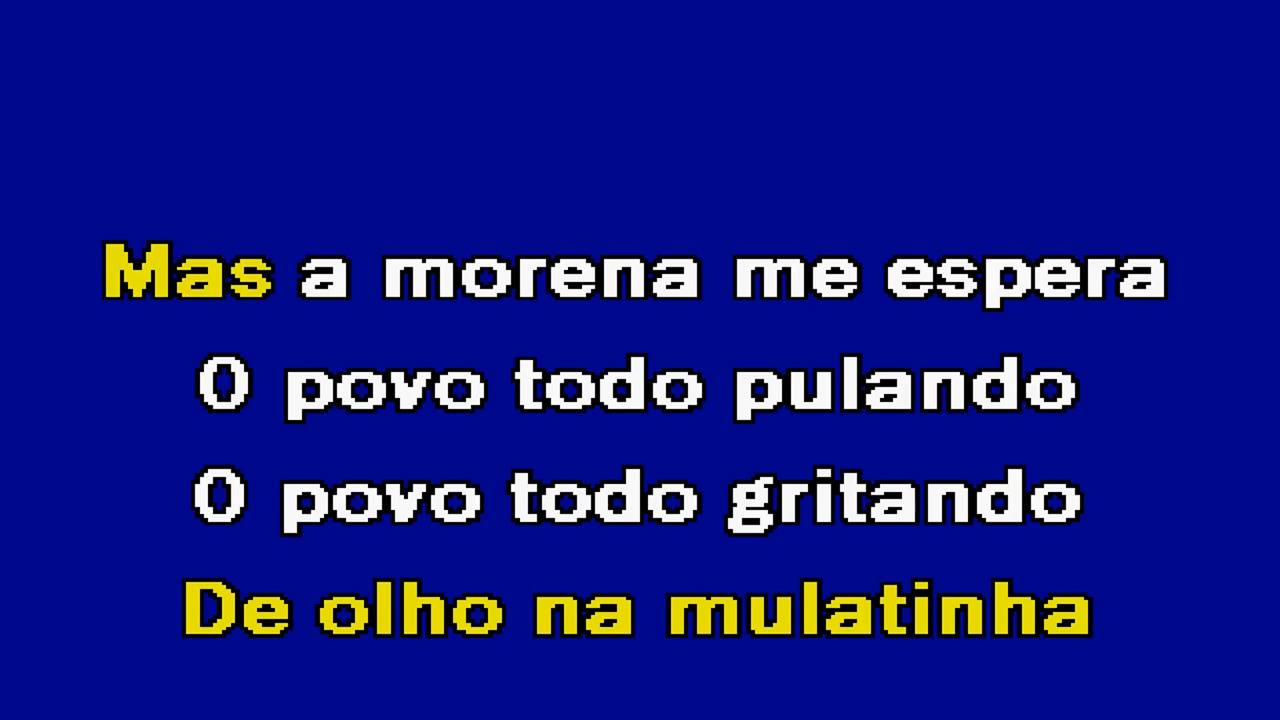 Mas a morena me espera
O povo todo pulando
O povo todo gritando
De olho na mulatinha